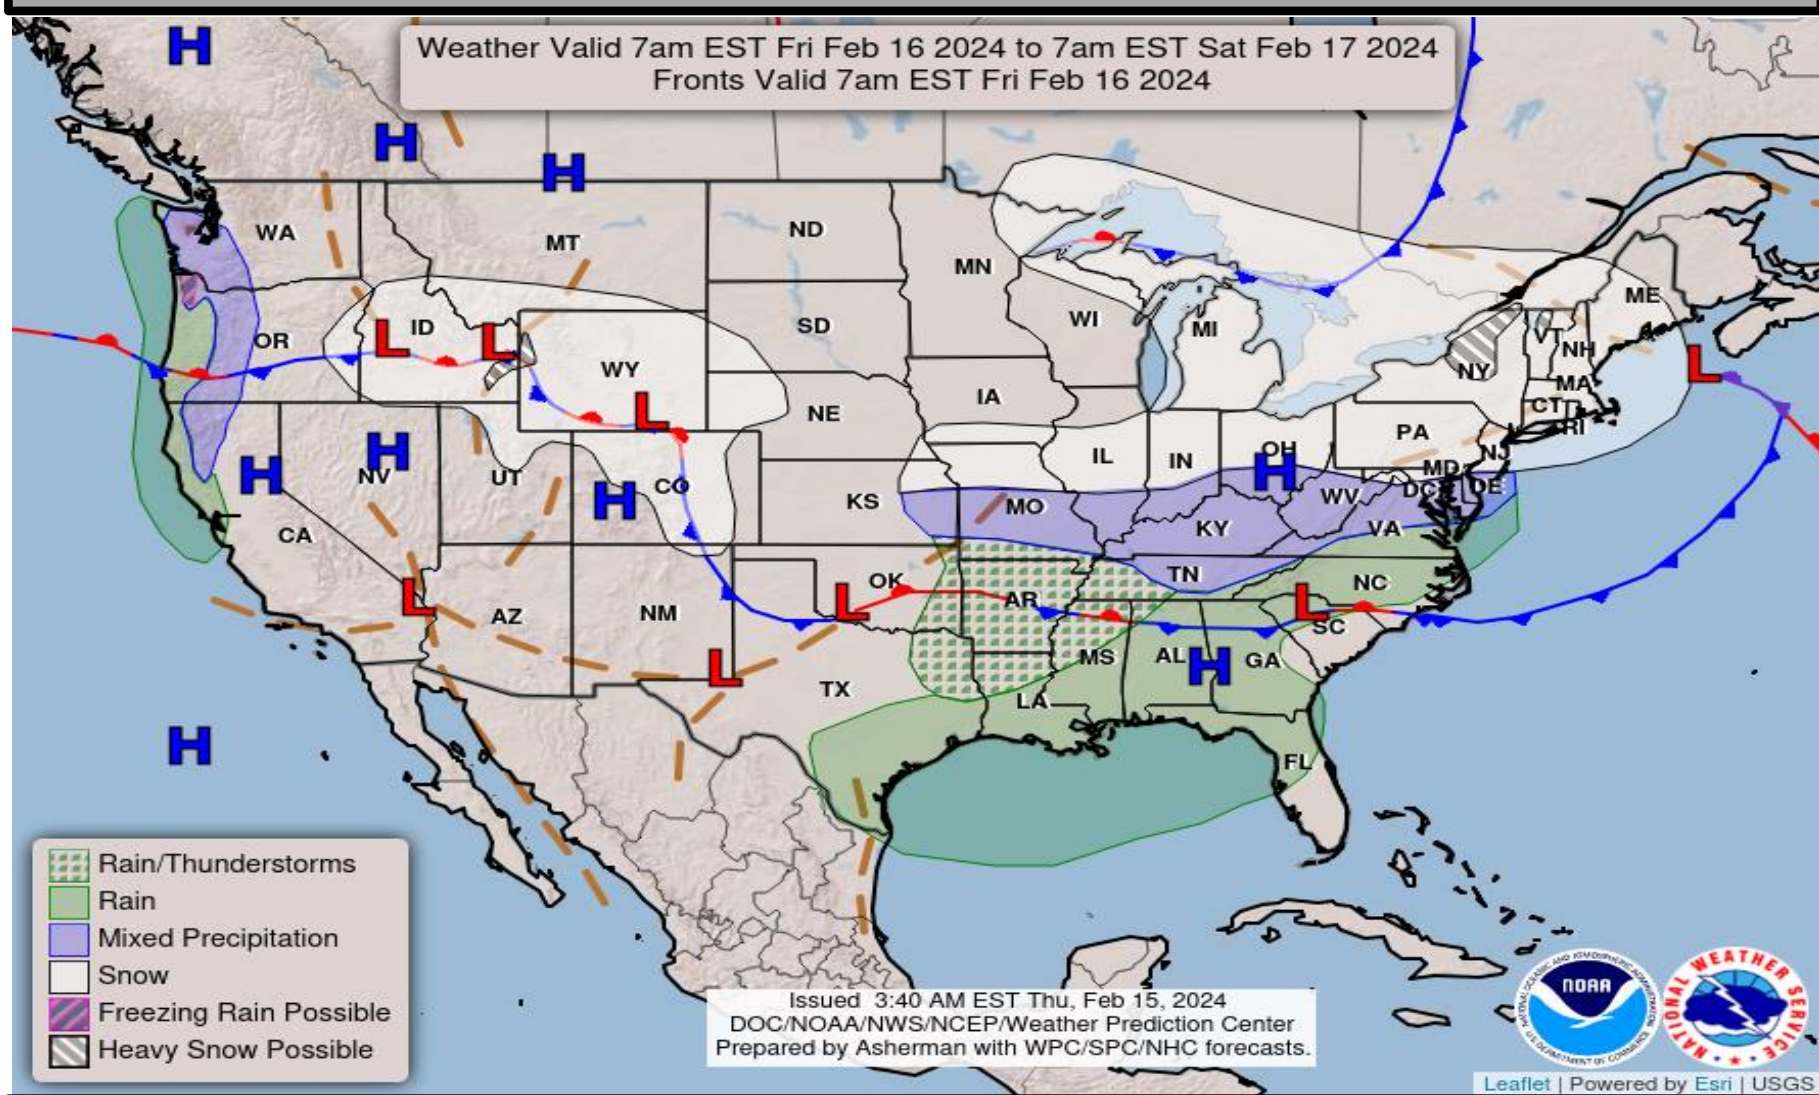 Weather Valid 7am EST Fri Feb 16 2024 to 7am EST Sat Feb 17 2024
Fronts Valid 7am EST Fri Feb 16 2024
H
H
H
WA
MT
ND
MN
ME
OR
ID
L
L
WY
SD
WI
MI
VT
NH
L
NY
MA
CT
RI
L
NE
IA
PA
NJ
H
NV
H
UT
H
CO
KS
IL
IN
OH
H
MD
DC
DE
WV
CA
MO
KY
VA
L
AZ
NM
OK
L
AR
TN
NC
L
SC
L
TX
MS
AL
H
GA
LA
H
FL
Rain/Thunderstorms
Rain
Mixed Precipitation
Snow
Freezing Rain Possible
Heavy Snow Possible
Issued 3:40 AM EST Thu, Feb 15, 2024
DOC/NOAA/NWS/NCEP/Weather Prediction Center
Prepared by Asherman with WPC/SPC/NHC forecasts.
NOAA
NATIONAL WEATHER SERVICE
Leaflet | Powered by Esri | USGS